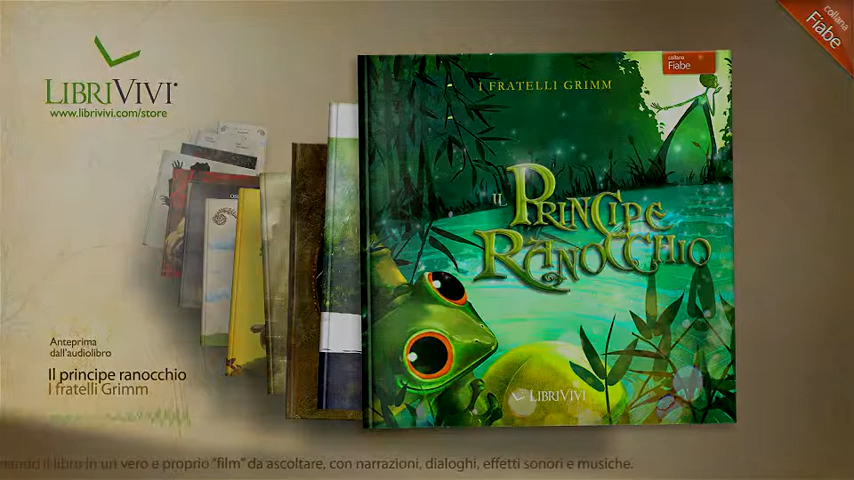 LIBRIVIVI
www.librivivi.com/store
collana
Fiabe
collana
Fiabe
I FRATELLI GRIMM
IL PRINCIPE
RANOCCHIO
LIBRIVIVI
Anteprima
dall'audiolibro
Il principe ranocchio
I fratelli Grimm
il libro in un vero e proprio "film" da ascoltare, con narrazioni, dialoghi, effetti sonori e musiche.